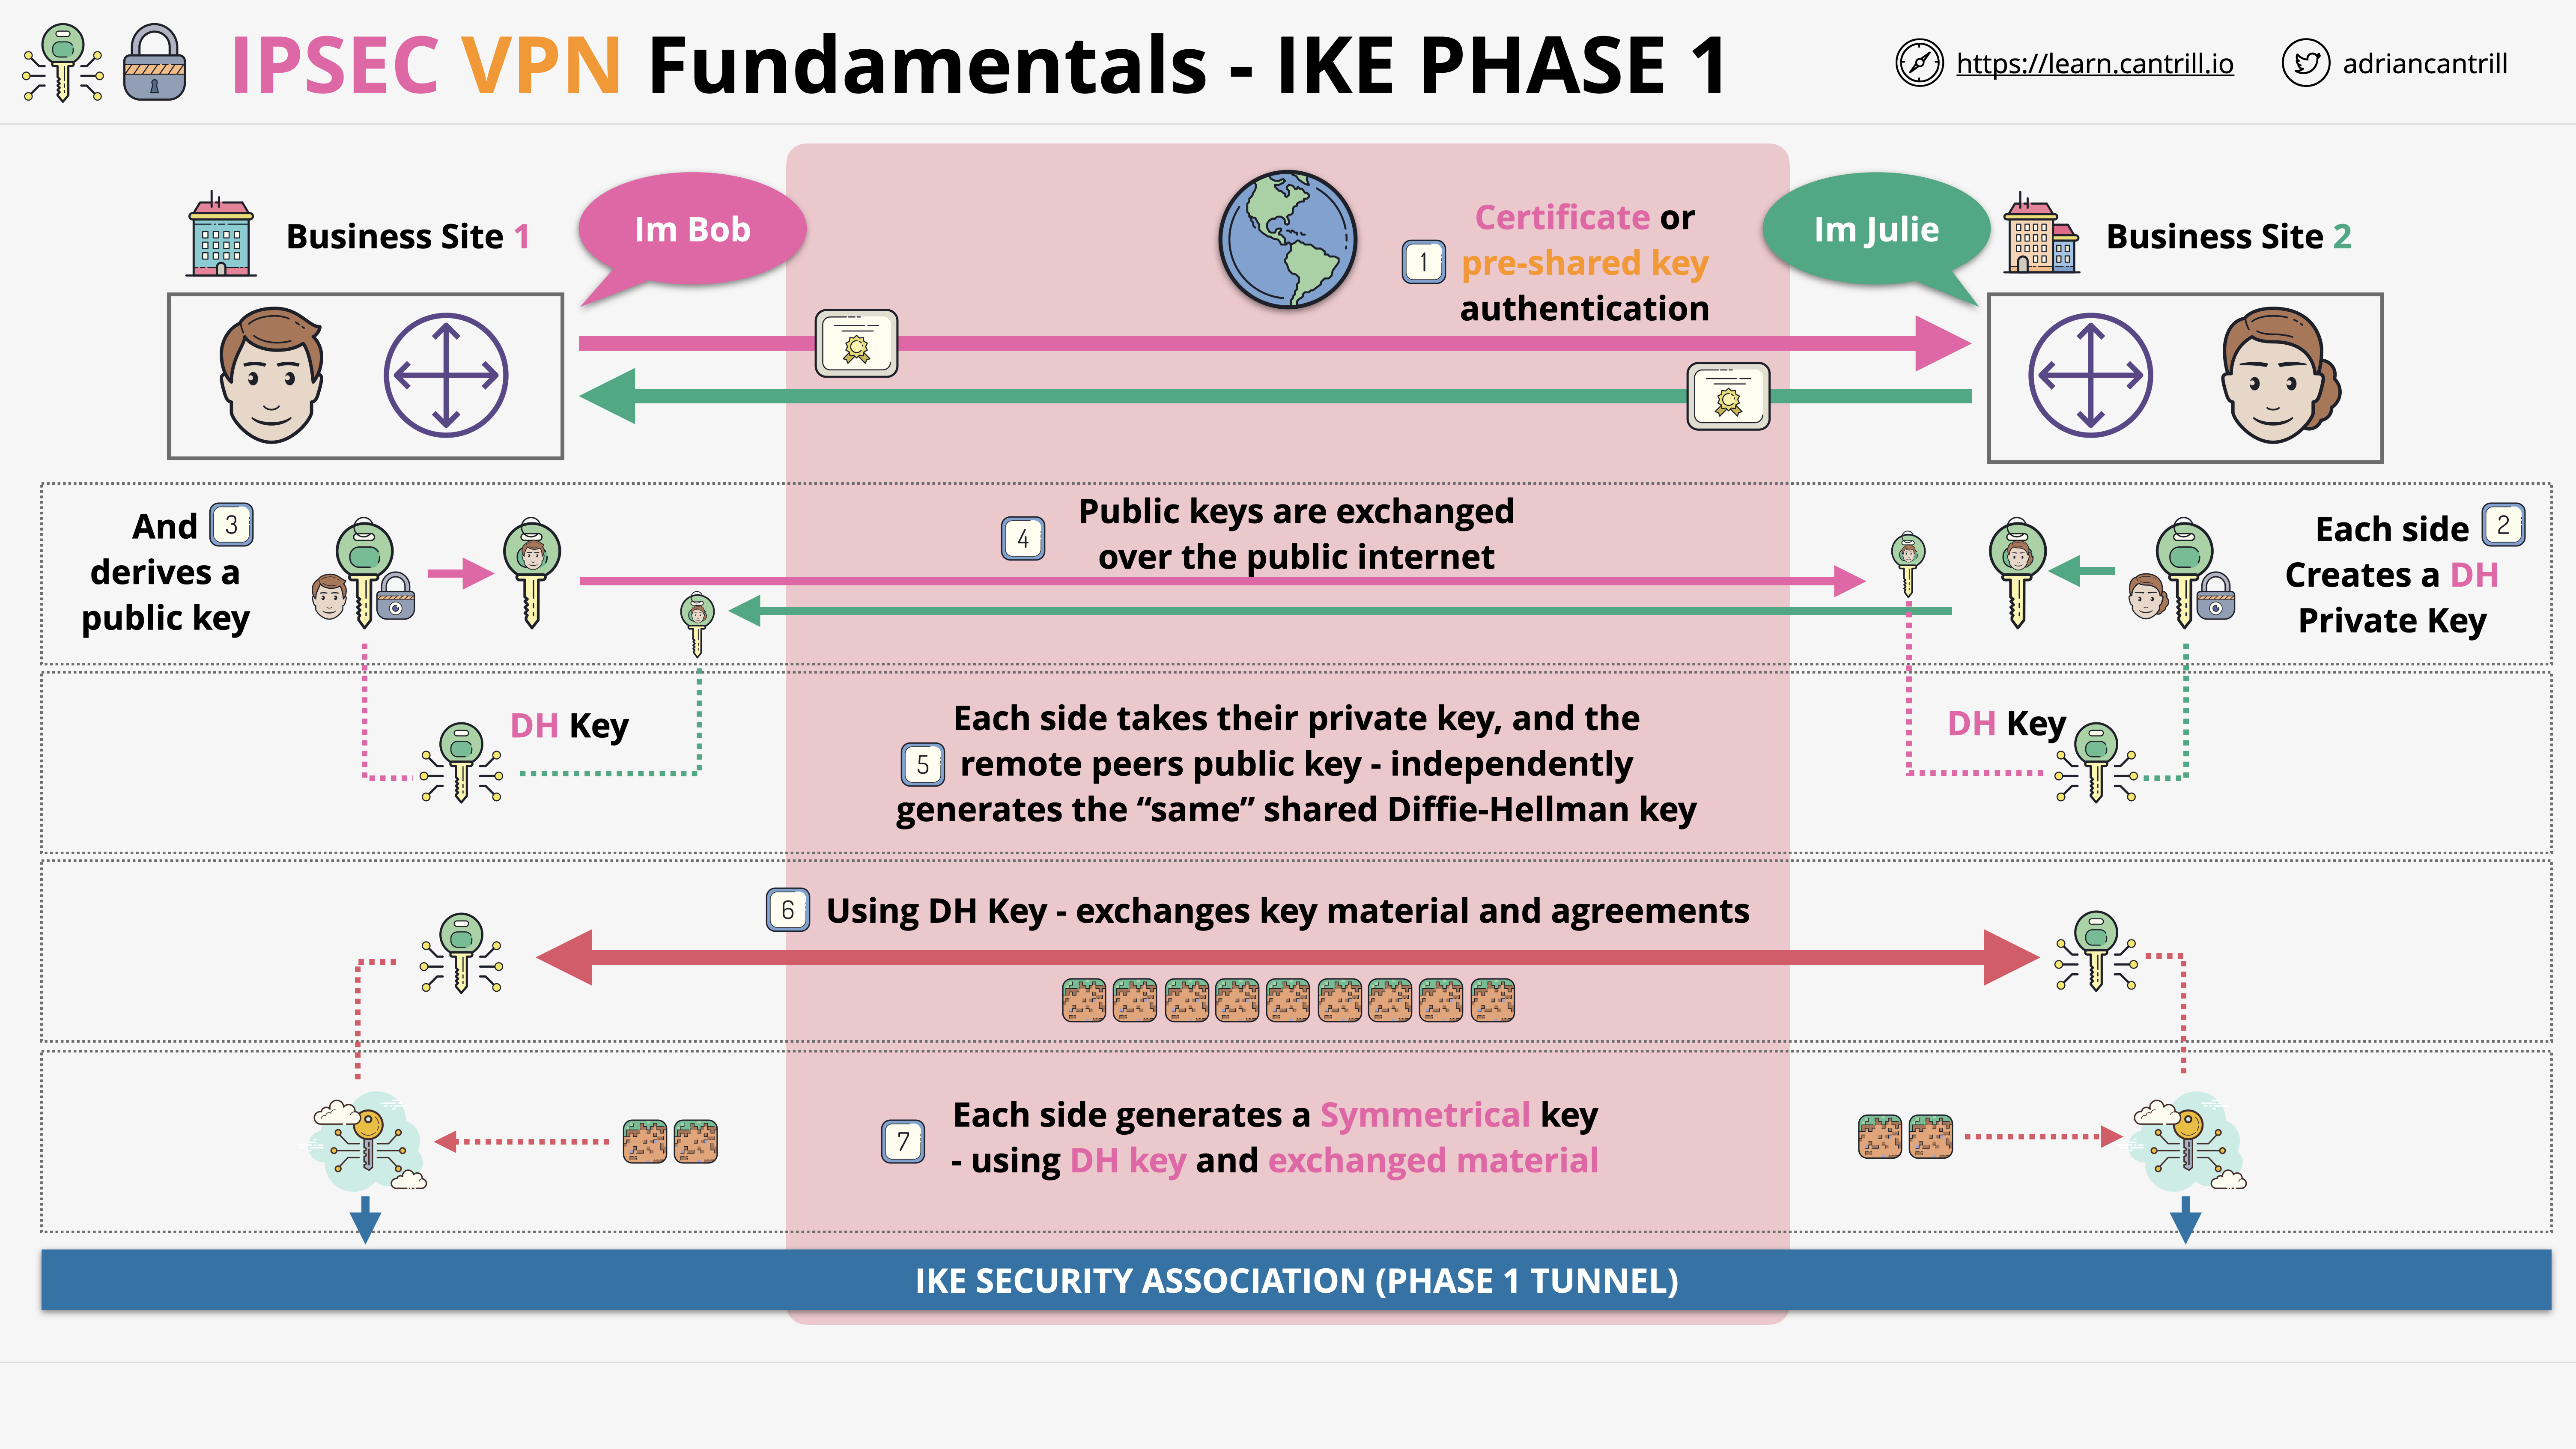 IPSEC VPN Fundamentals - IKE PHASE 1
https://learn.cantrill.io
adriancantrill
Business Site 1
Im Bob
Certificate or
1 pre-shared key
authentication
Im Julie
Business Site 2
And 3
derives a
public key
4
Public keys are exchanged
over the public internet
Each side 2
Creates a DH
Private Key
DH Key
Each side takes their private key, and the
5 remote peers public key - independently
generates the “same” shared Diffie-Hellman key
DH Key
6 Using DH Key - exchanges key material and agreements
7
Each side generates a Symmetrical key
- using DH key and exchanged material
IKE SECURITY ASSOCIATION (PHASE 1 TUNNEL)